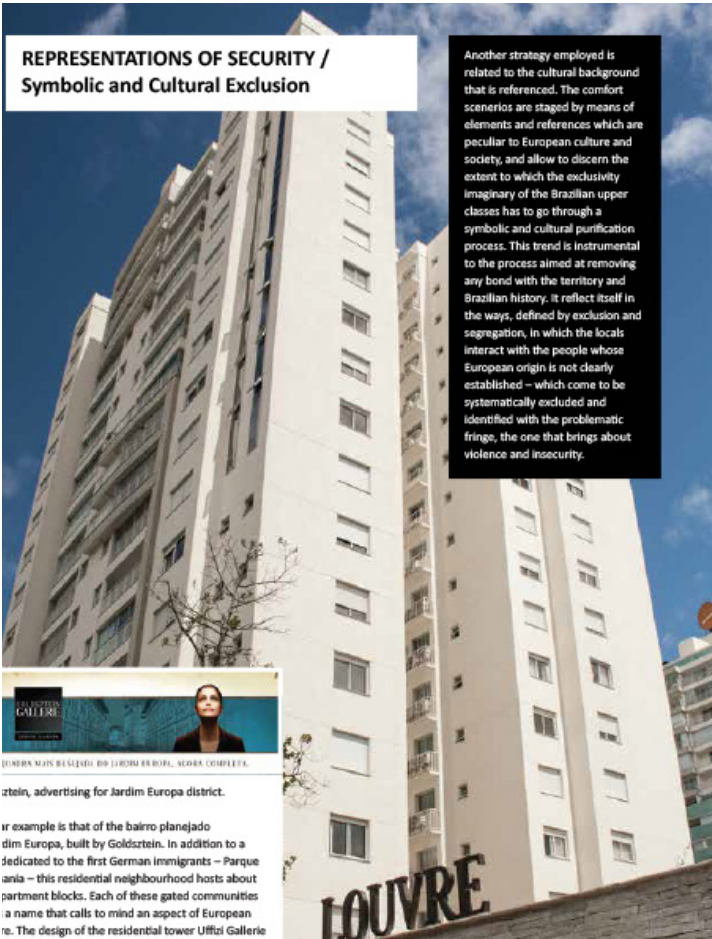 REPRESENTATIONS OF SECURITY /
Symbolic and Cultural Exclusion
Another strategy employed is
related to the cultural background
that is referenced. The comfort
scenerios are staged by means of
elements and references which are
peculiar to European culture and
society, and allow to discern the
extent to which the exclusivity
imaginary of the Brazilian upper
classes has to go through a
symbolic and cultural purification
process. This trend is instrumental
to the process aimed at removing
any bond with the territory and
Brazilian history. It reflect itself in
the ways, defined by exclusion and
segregation, in which the locals
interact with the people whose
European origin is not clearly
established – which come to be
systematically excluded and
identified with the problematic
fringe, the one that brings about
violence and insecurity.
GALLERIE
QUADRA MAIS DESEJADA DO JARDIM EUROPA, AGORA COMPLETA.
sztein, advertising for Jardim Europa district.
ar example is that of the bairro planejado
dim Europa, built by Goldsztein. In addition to a
dedicated to the first German immigrants – Parque
ania – this residential neighbourhood hosts about
partment blocks. Each of these gated communities
a name that calls to mind an aspect of European
re. The design of the residential tower Uffizi Gallerie
LOUVRE